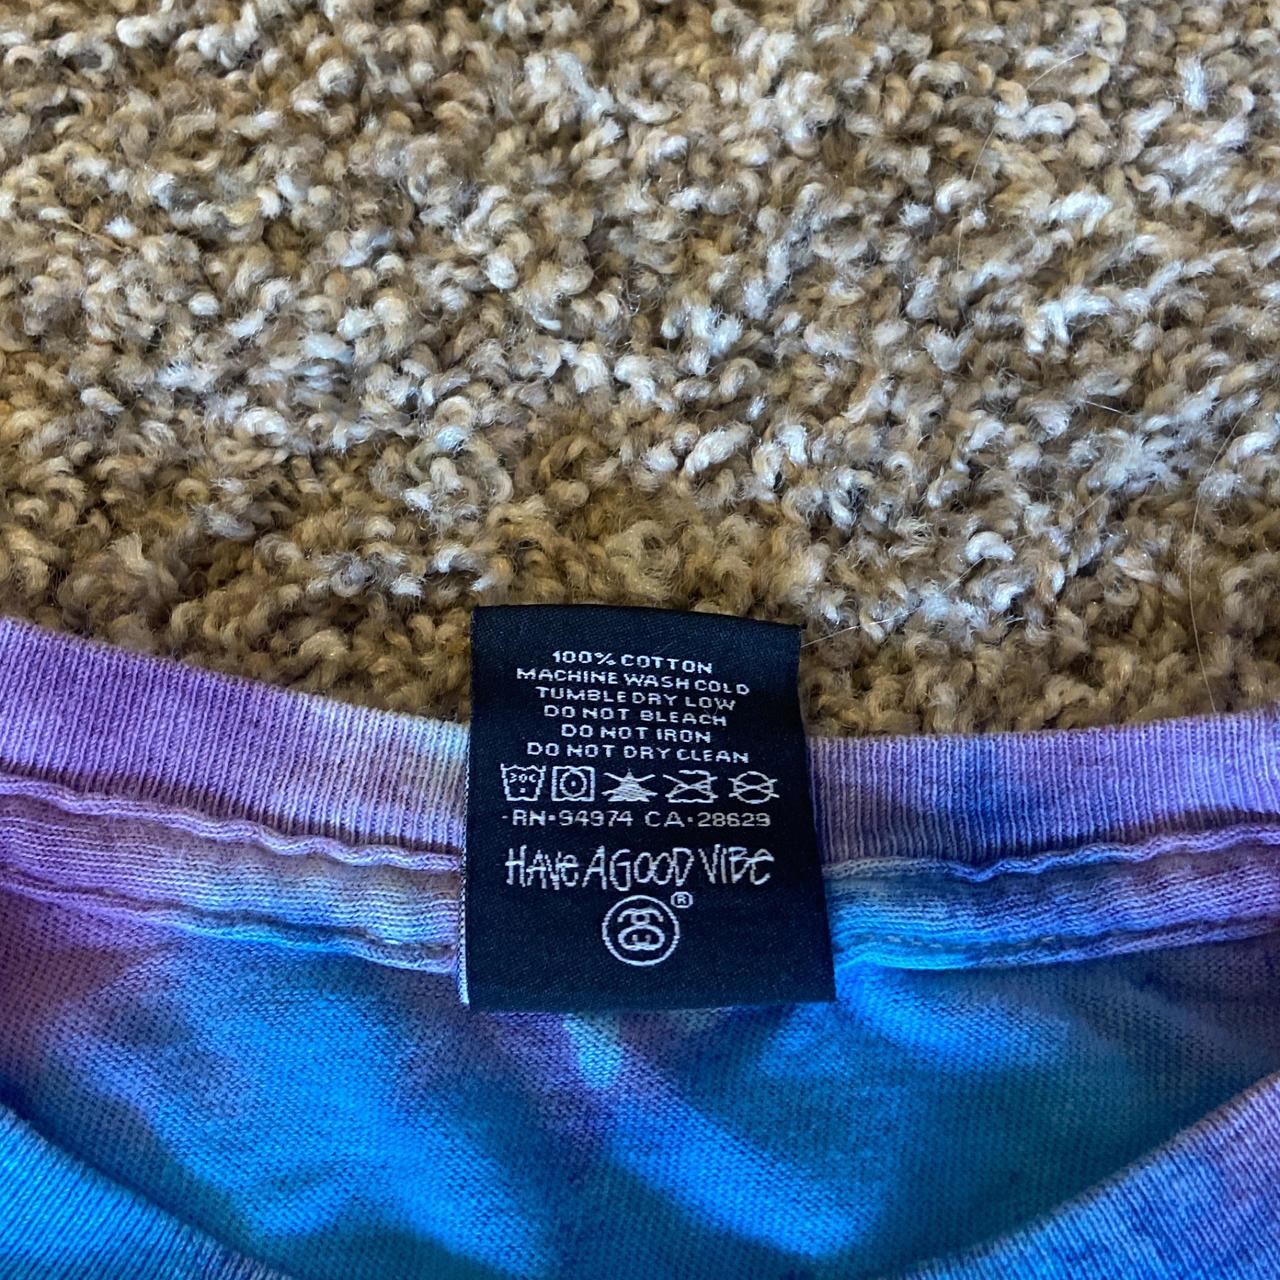 100% COTTON
MACHINE WASH COLD
TUMBLE DRY LOW
DO NOT BLEACH
DO NOT IRON
DO NOT DRY CLEAN
30C
-RN•94974 CA•28629
HAVE A GOOD VIBE
®